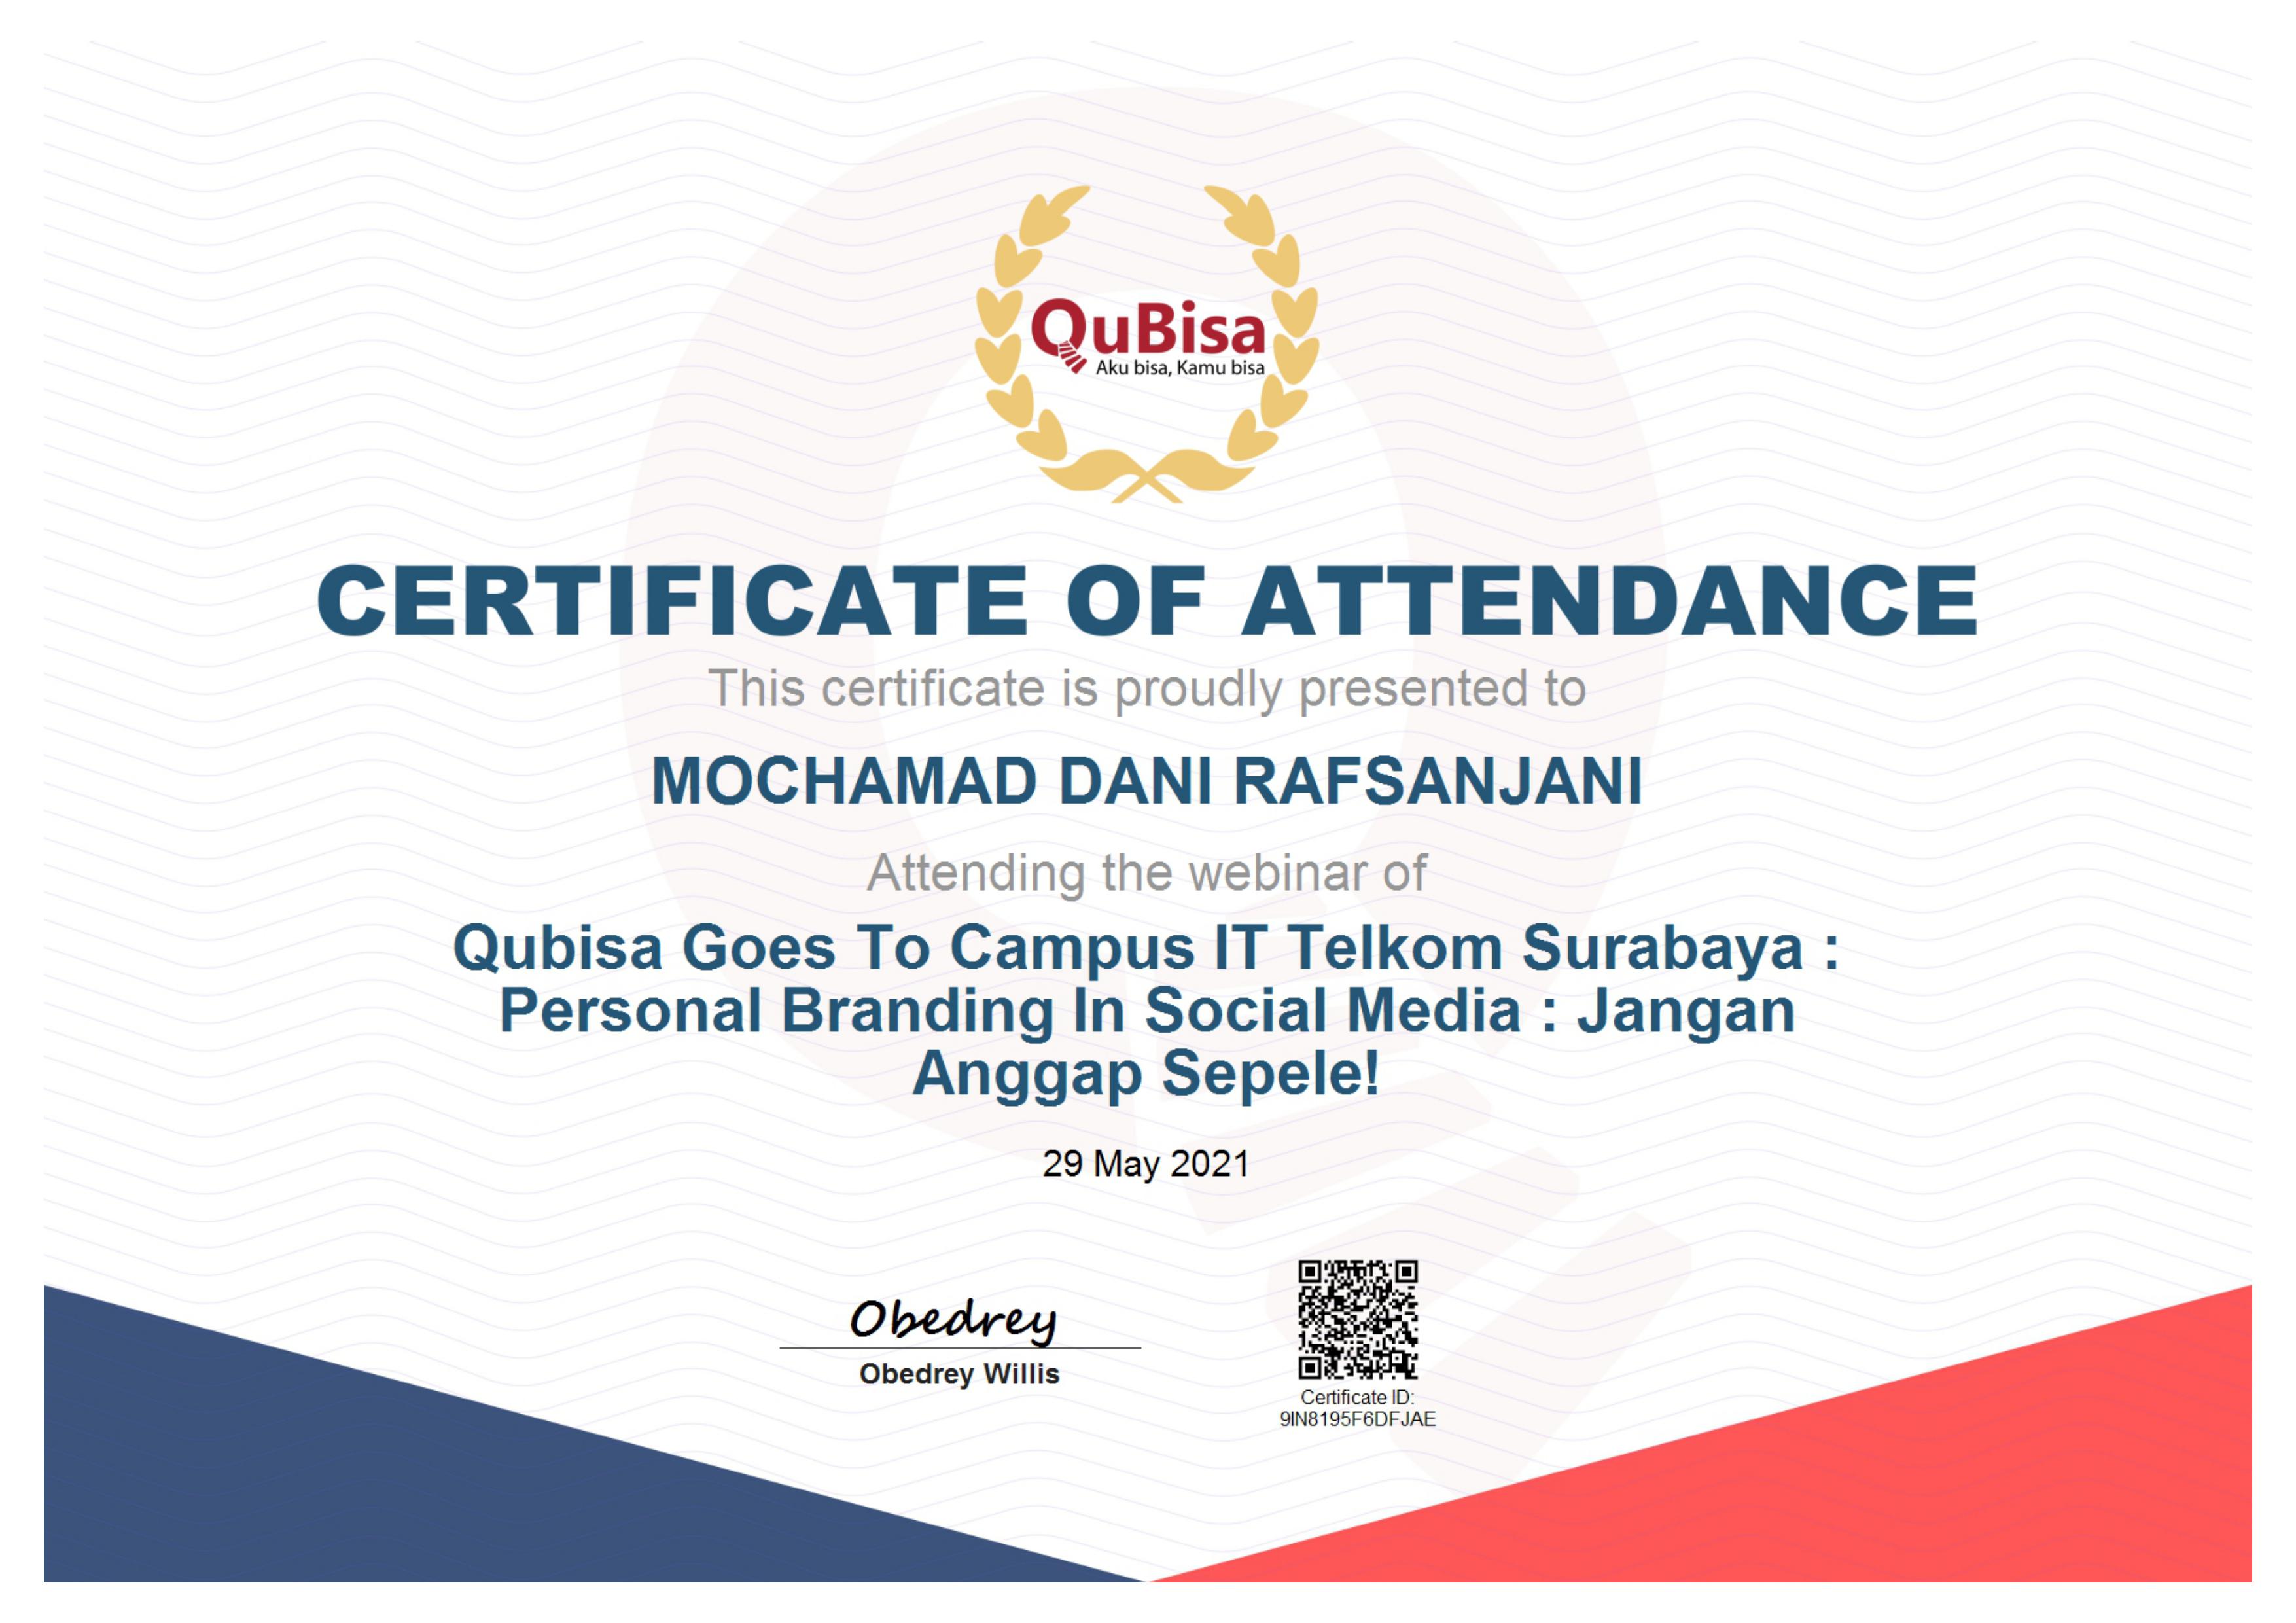 QuBisa
Aku bisa, Kamu bisa
CERTIFICATE OF ATTENDANCE
This certificate is proudly presented to
MOCHAMAD DANI RAFSANJANI
Attending the webinar of
Qubisa Goes To Campus IT Telkom Surabaya :
Personal Branding In Social Media : Jangan
Anggap Sepele!
29 May 2021
Obedrey
Obedrey Willis
Certificate ID:
9IN8195F6DFJAE